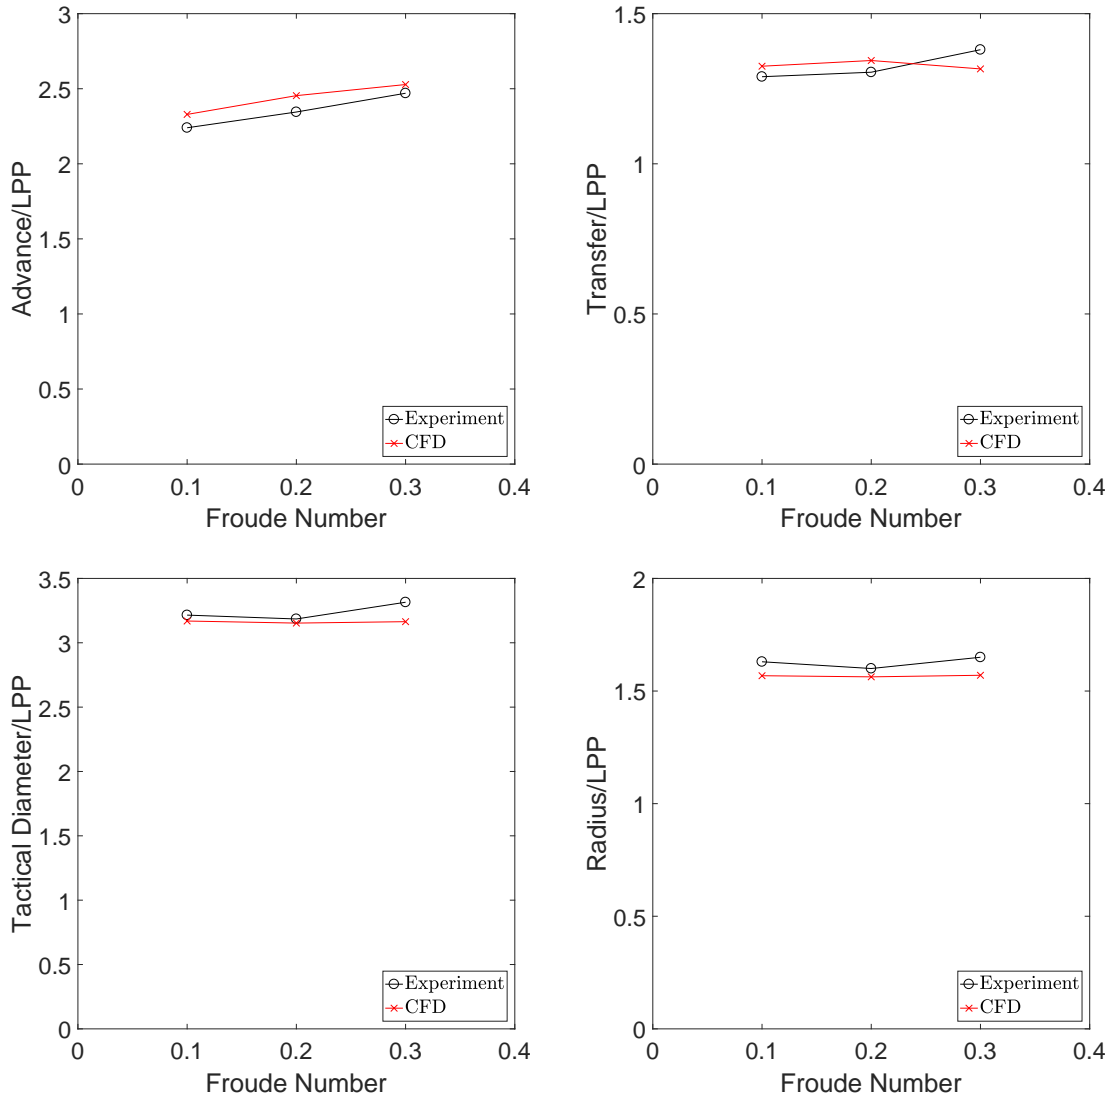 3
2.5
2
1.5
1
0.5
0
Advance/LPP
Experiment
CFD
0 0.1 0.2 0.3 0.4
Froude Number
1.5
1
0.5
0
Transfer/LPP
Experiment
CFD
0 0.1 0.2 0.3 0.4
Froude Number
3.5
3
2.5
2
1.5
1
0.5
0
Tactical Diameter/LPP
Experiment
CFD
0 0.1 0.2 0.3 0.4
Froude Number
2
1.5
1
0.5
0
Radius/LPP
Experiment
CFD
0 0.1 0.2 0.3 0.4
Froude Number